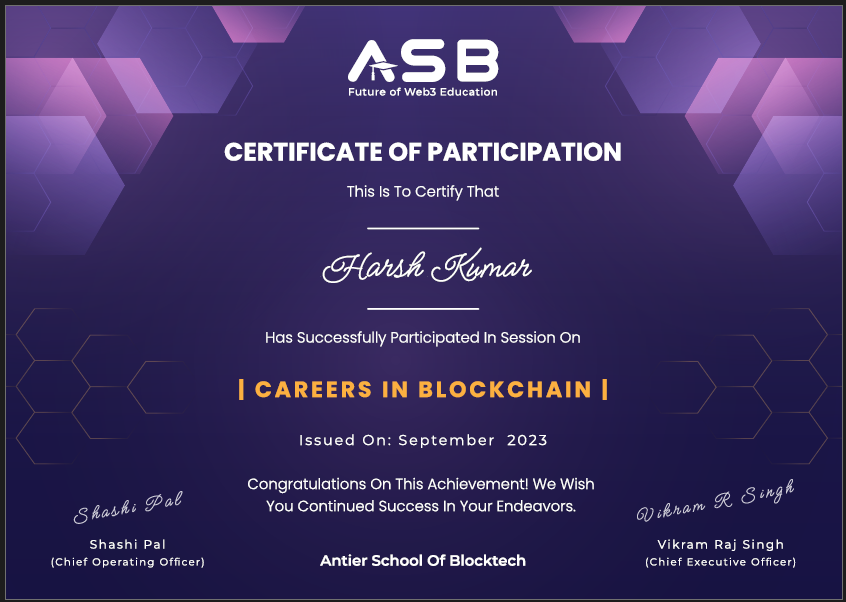 ASB
Future of Web3 Education
CERTIFICATE OF PARTICIPATION
This Is To Certify That
Harsh Kumar
Has Successfully Participated In Session On
| CAREERS IN BLOCKCHAIN |
Issued On: September 2023
Congratulations On This Achievement! We Wish
You Continued Success In Your Endeavors.
Shashi Pal
Vikram R Singh
Shashi Pal
(Chief Operating Officer)
Antier School Of Blocktech
Vikram Raj Singh
(Chief Executive Officer)